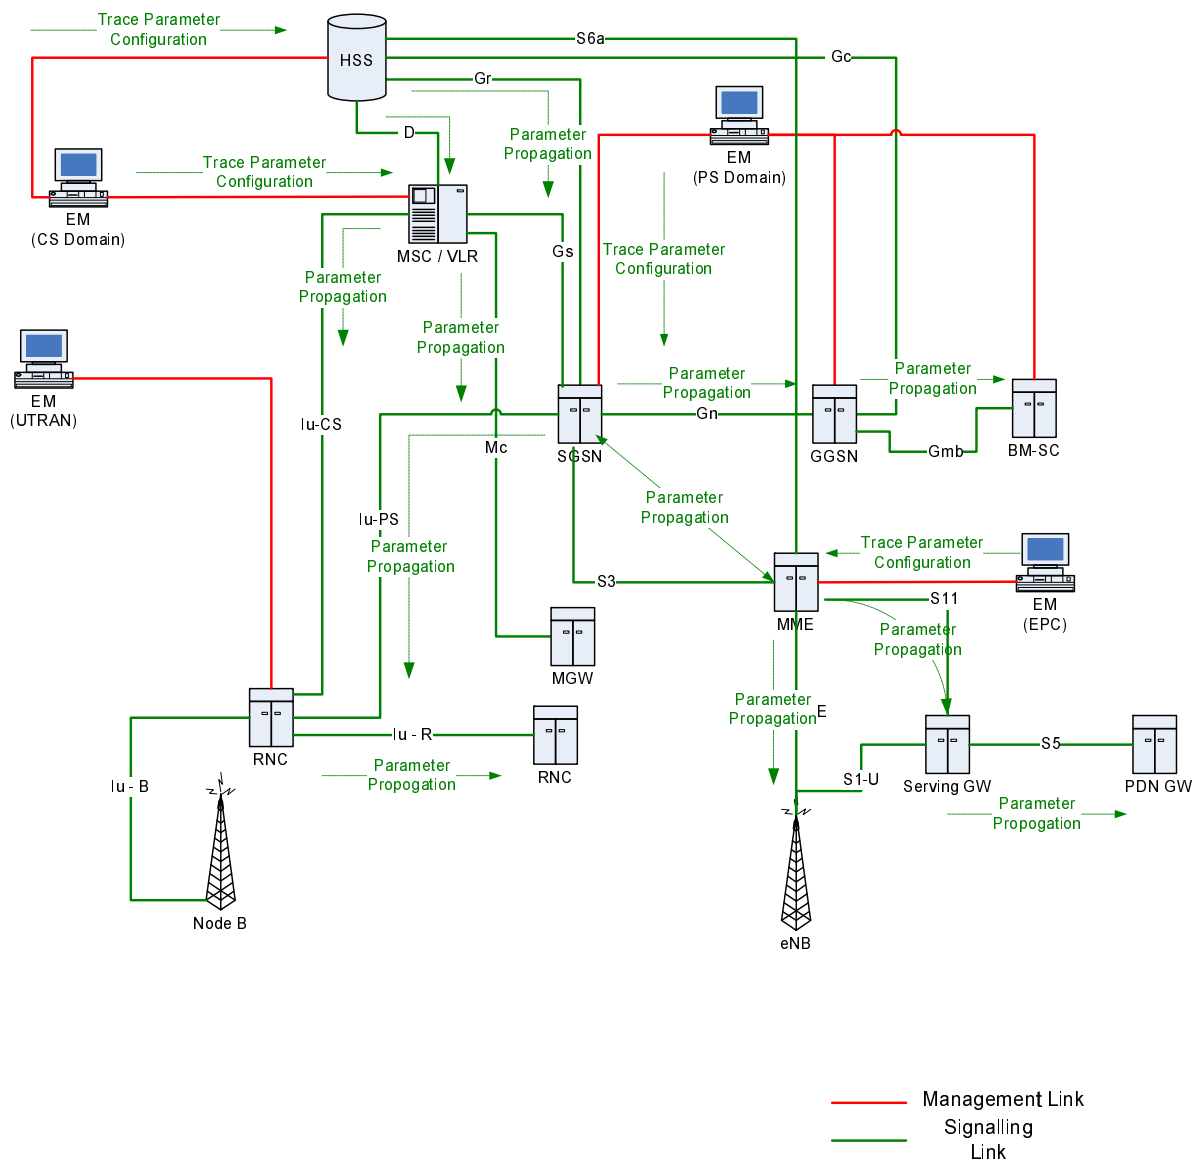 Trace Parameter
Configuration
HSS
S6a
Gc
Gr
D
Parameter
Propagation
EM
(PS Domain)
Trace Parameter
Configuration
EM
(CS Domain)
MSC / VLR
Gs
Trace Parameter
Configuration
Parameter
Propagation
Parameter
Propagation
EM
(UTRAN)
Parameter
Propagation
Parameter
Propagation
Iu-CS
Gn
Mc
SGSN
GGSN
Gmb
BM-SC
Iu-PS
Parameter
Propagation
Parameter
Propagation
Trace Parameter
Configuration
S3
MME
S11
EM
(EPC)
Parameter
Propagation
MGW
Parameter
Propagation
E
Iu - R
RNC
RNC
Parameter
Propogation
Iu - B
S1-U
S5
Serving GW
PDN GW
Parameter
Propogation
Node B
eNB
Management Link
Signalling
Link